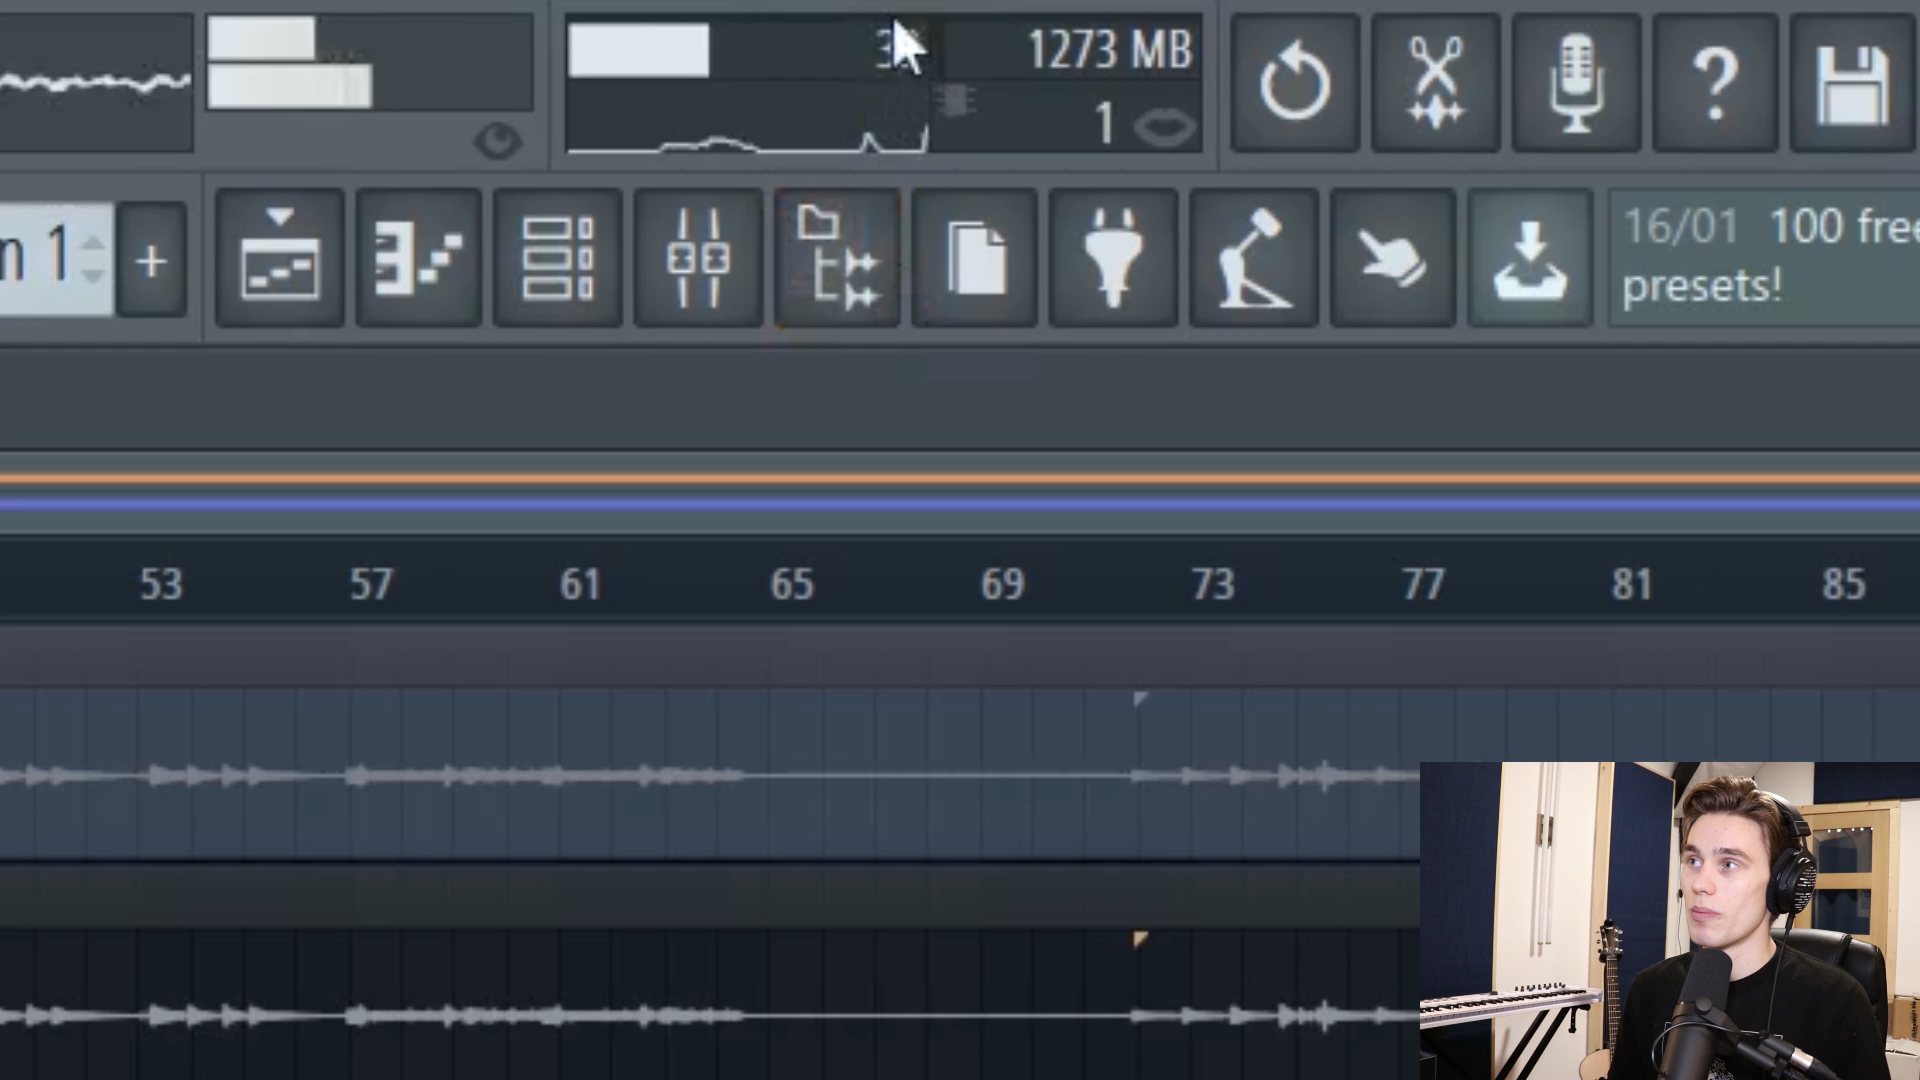 1273 MB
1
?
n 1
+
16/01 100 free
presets!
53 57 61 65 69 73 77 81 85